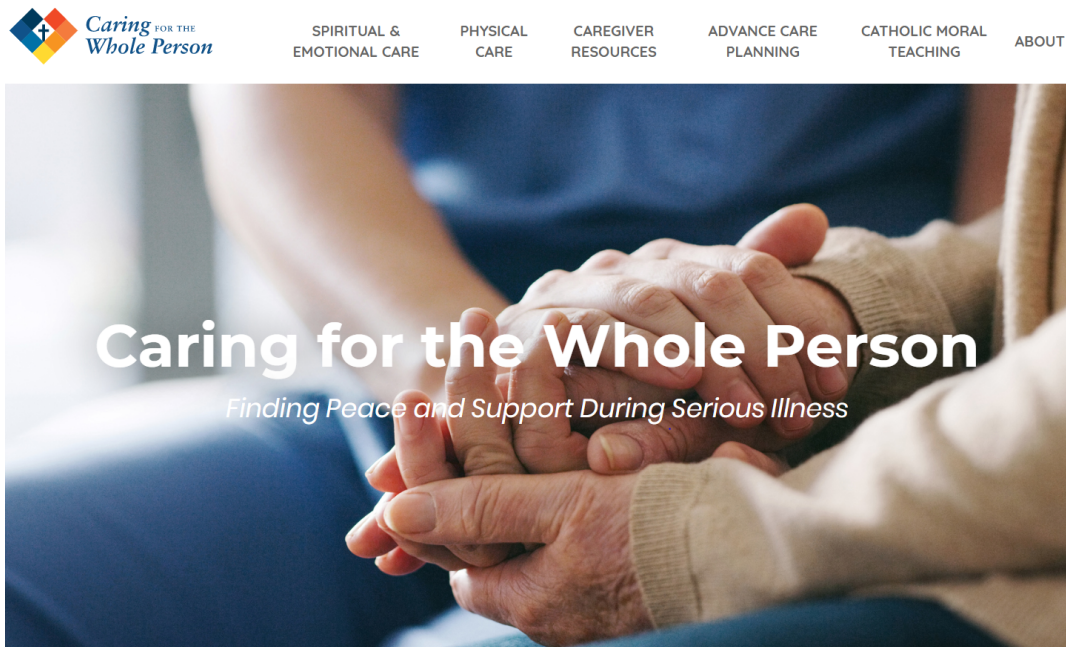 Caring FOR THE
Whole Person
SPIRITUAL &
EMOTIONAL CARE
PHYSICAL
CARE
CAREGIVER
RESOURCES
ADVANCE CARE
PLANNING
CATHOLIC MORAL
TEACHING
ABOUT
Caring for the Whole Person
Finding Peace and Support During Serious Illness